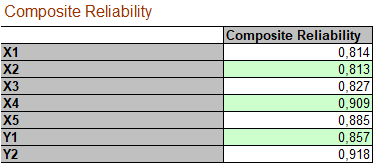 Composite Reliability
Composite Reliability
X1 0,814
X2 0,813
X3 0,827
X4 0,909
X5 0,885
Y1 0,857
Y2 0,918